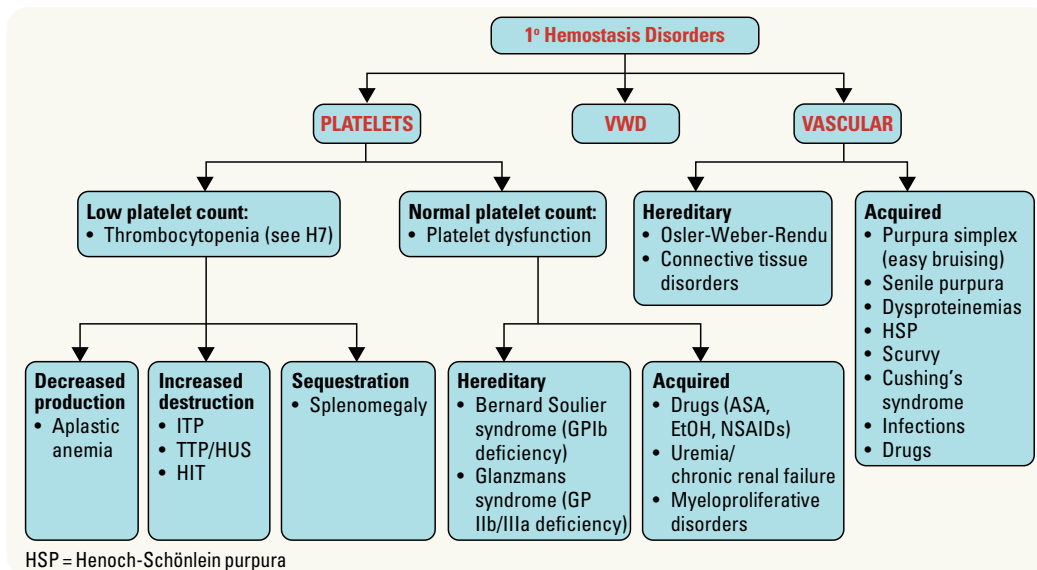 1º Hemostasis Disorders
PLATELETS
VWD
VASCULAR
Low platelet count:
• Thrombocytopenia (see H7)
Normal platelet count:
• Platelet dysfunction
Hereditary
• Osler-Weber-Rendu
• Connective tissue
disorders
Acquired
• Purpura simplex
(easy bruising)
• Senile purpura
• Dysproteinemias
• HSP
• Scurvy
• Cushing's
syndrome
• Infections
• Drugs
Decreased
production
• Aplastic
anemia
Increased
destruction
• ITP
• TTP/HUS
• HIT
Sequestration
• Splenomegaly
Hereditary
• Bernard Soulier
syndrome (GPIb
deficiency)
• Glanzmans
syndrome (GP
IIb/IIIa deficiency)
Acquired
• Drugs (ASA,
EtOH, NSAIDs)
• Uremia/
chronic renal failure
• Myeloproliferative
disorders
HSP = Henoch-Schönlein purpura